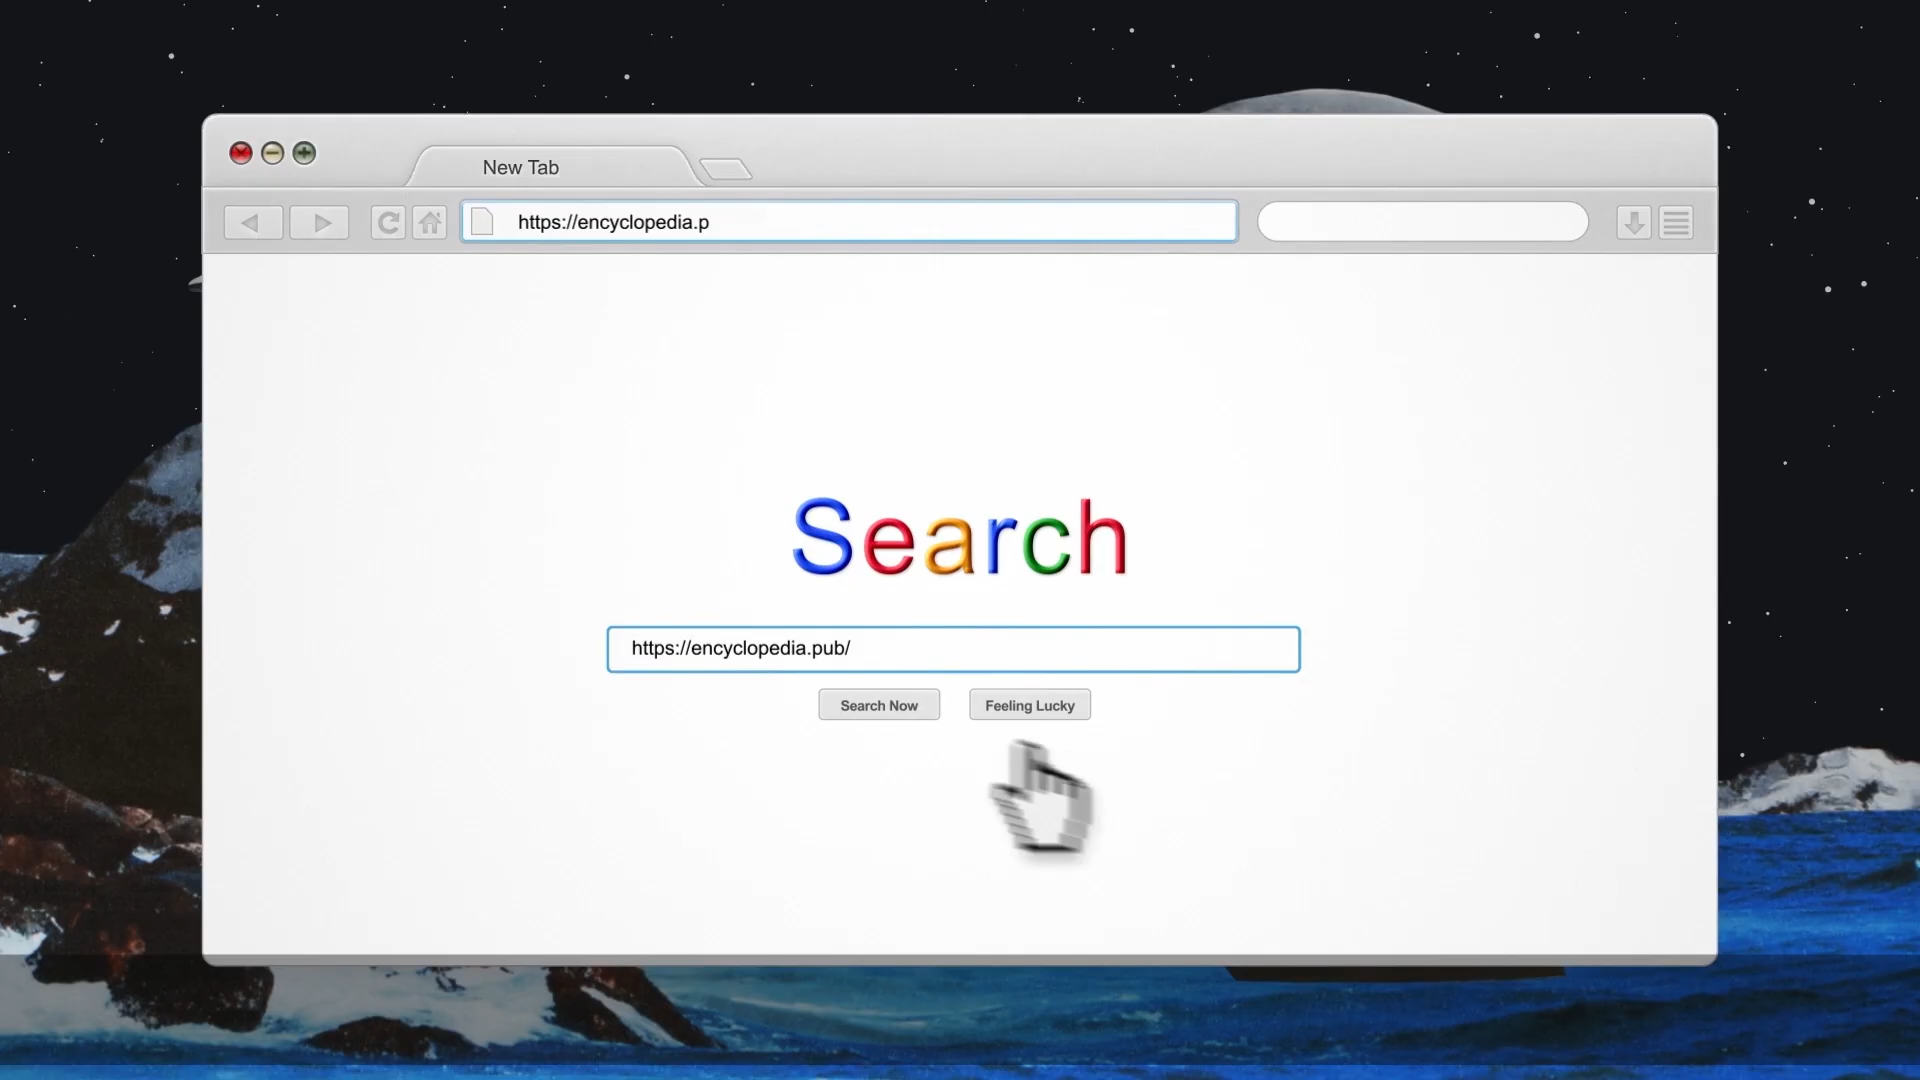 New Tab
https://encyclopedia.p
Search
https://encyclopedia.pub/
Search Now
Feeling Lucky